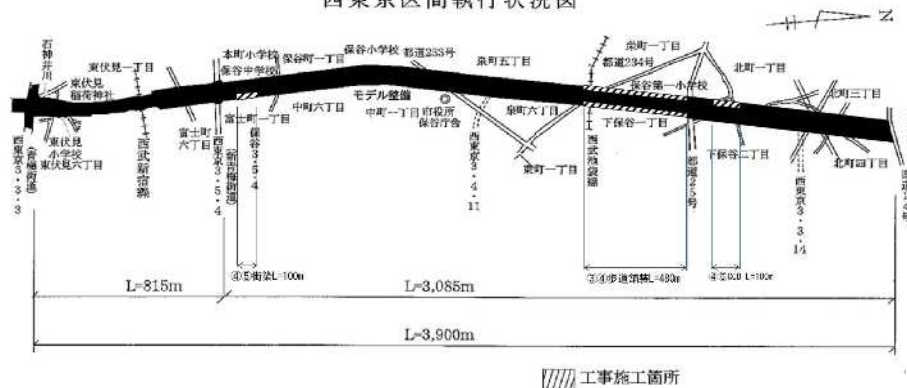 西東京区間執行状況図
N
石神井川
東伏見
稲荷神社
東伏見一丁目
本町小学校
保谷中学校
保谷町一丁目
保谷小学校
都道233号
泉町五丁目
栄町一丁目
都道234号
保谷第一小学校
北町一丁目
北町三丁目
西東京3・3・3
(青梅街道)
東伏見
小学校
東伏見六丁目
西武新宿線
富士町
六丁目
西東京3・5・4
(新青梅街道)
富士町一丁目
保谷3・5・4
中町六丁目
モデル整備
中町一丁目
市役所
保谷庁舎
西東京3・4・11
泉町六丁目
東町一丁目
西武池袋線
下保谷一丁目
都道25号
下保谷二丁目
西東京3・3・14
北町四丁目
④⑤街築L=100m
③④歩道舗装L=480m
L=100m
L=815m
L=3,085m
L=3,900m
工事施工箇所